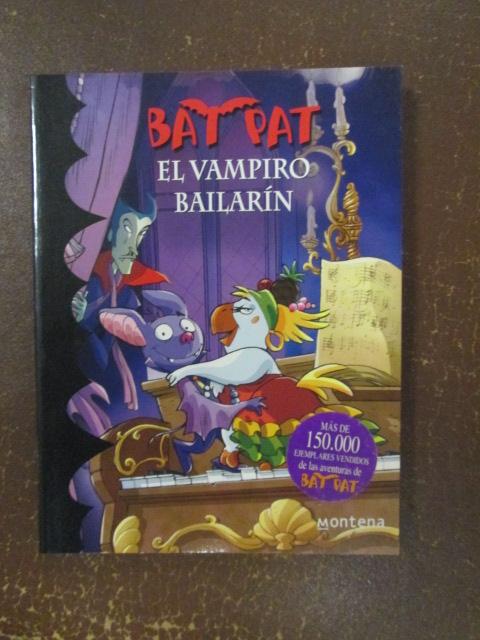 BAT PAT
EL VAMPIRO
BAILARÍN
MÁS DE
150.000
EJEMPLARES VENDIDOS
de las aventuras de
BAT PAT
Montena